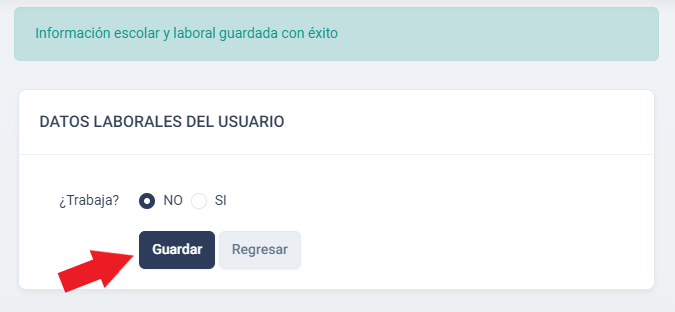 Información escolar y laboral guardada con éxito
DATOS LABORALES DEL USUARIO
¿Trabaja? NO SI
Guardar Regresar